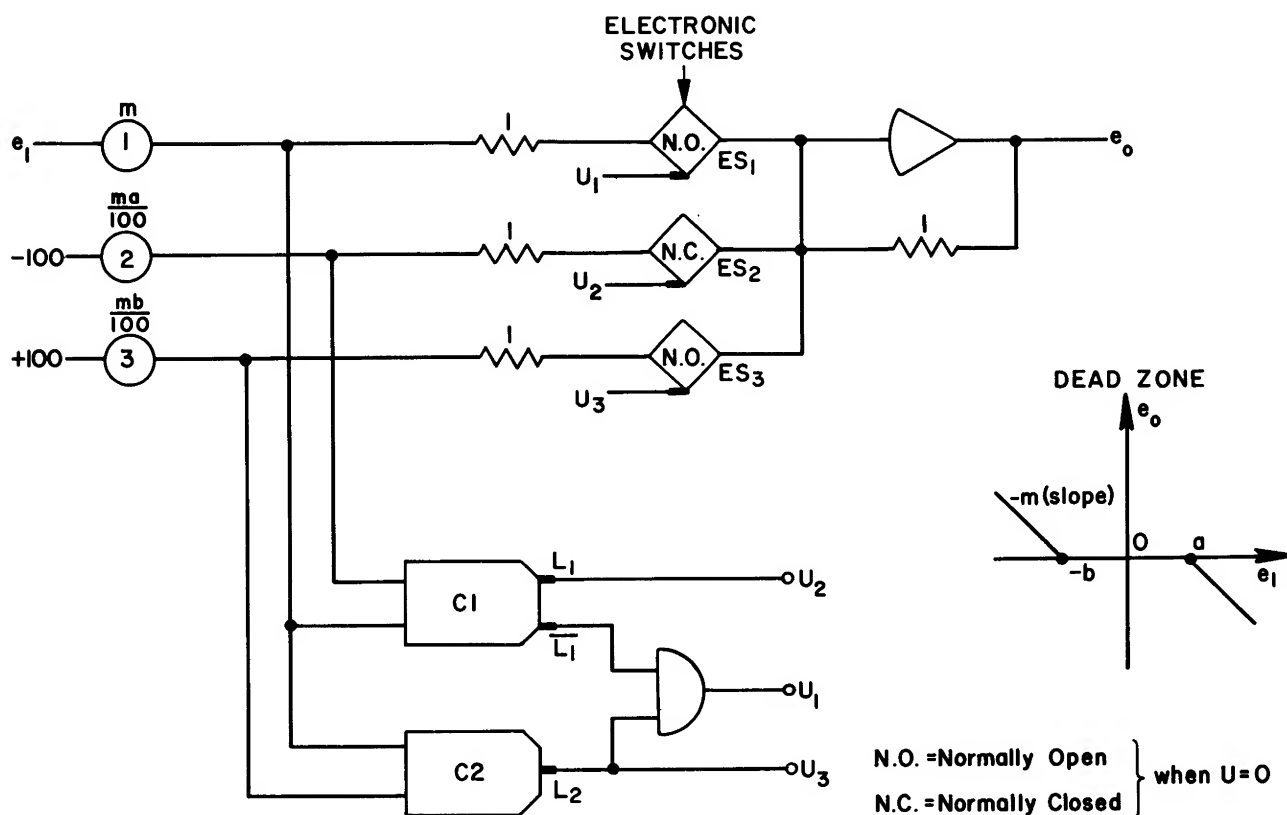 ELECTRONIC
SWITCHES
m
e₁ 1 1 N.O. ES₁ e₀
U₁
ma/100
-100 2 1 N.C. ES₂ 1
U₂
mb/100
+100 3 1 N.O. ES₃
U₃
DEAD ZONE
e₀
-m(slope)
0 a
-b e₁
C1 L₁ U₂
L̅₁
U₁
C2 L₂ U₃
N.O. =Normally Open
N.C. =Normally Closed
when U=0